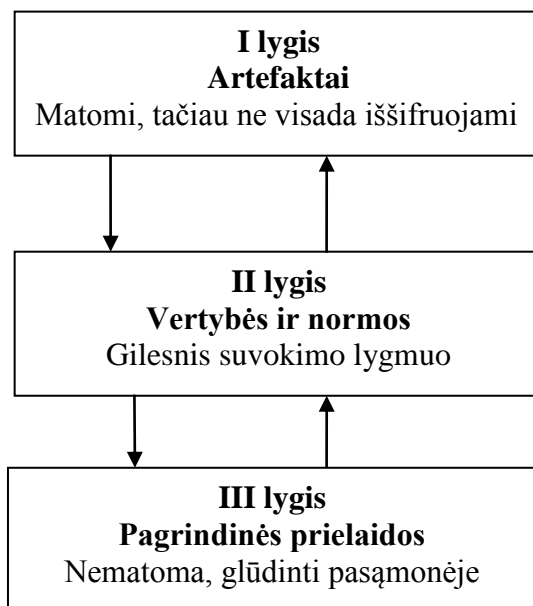 I lygis
Artefaktai
Matomi, tačiau ne visada iššifruojami
II lygis
Vertybės ir normos
Gilesnis suvokimo lygmuo
III lygis
Pagrindinės prielaidos
Nematoma, glūdinti pasąmonėje